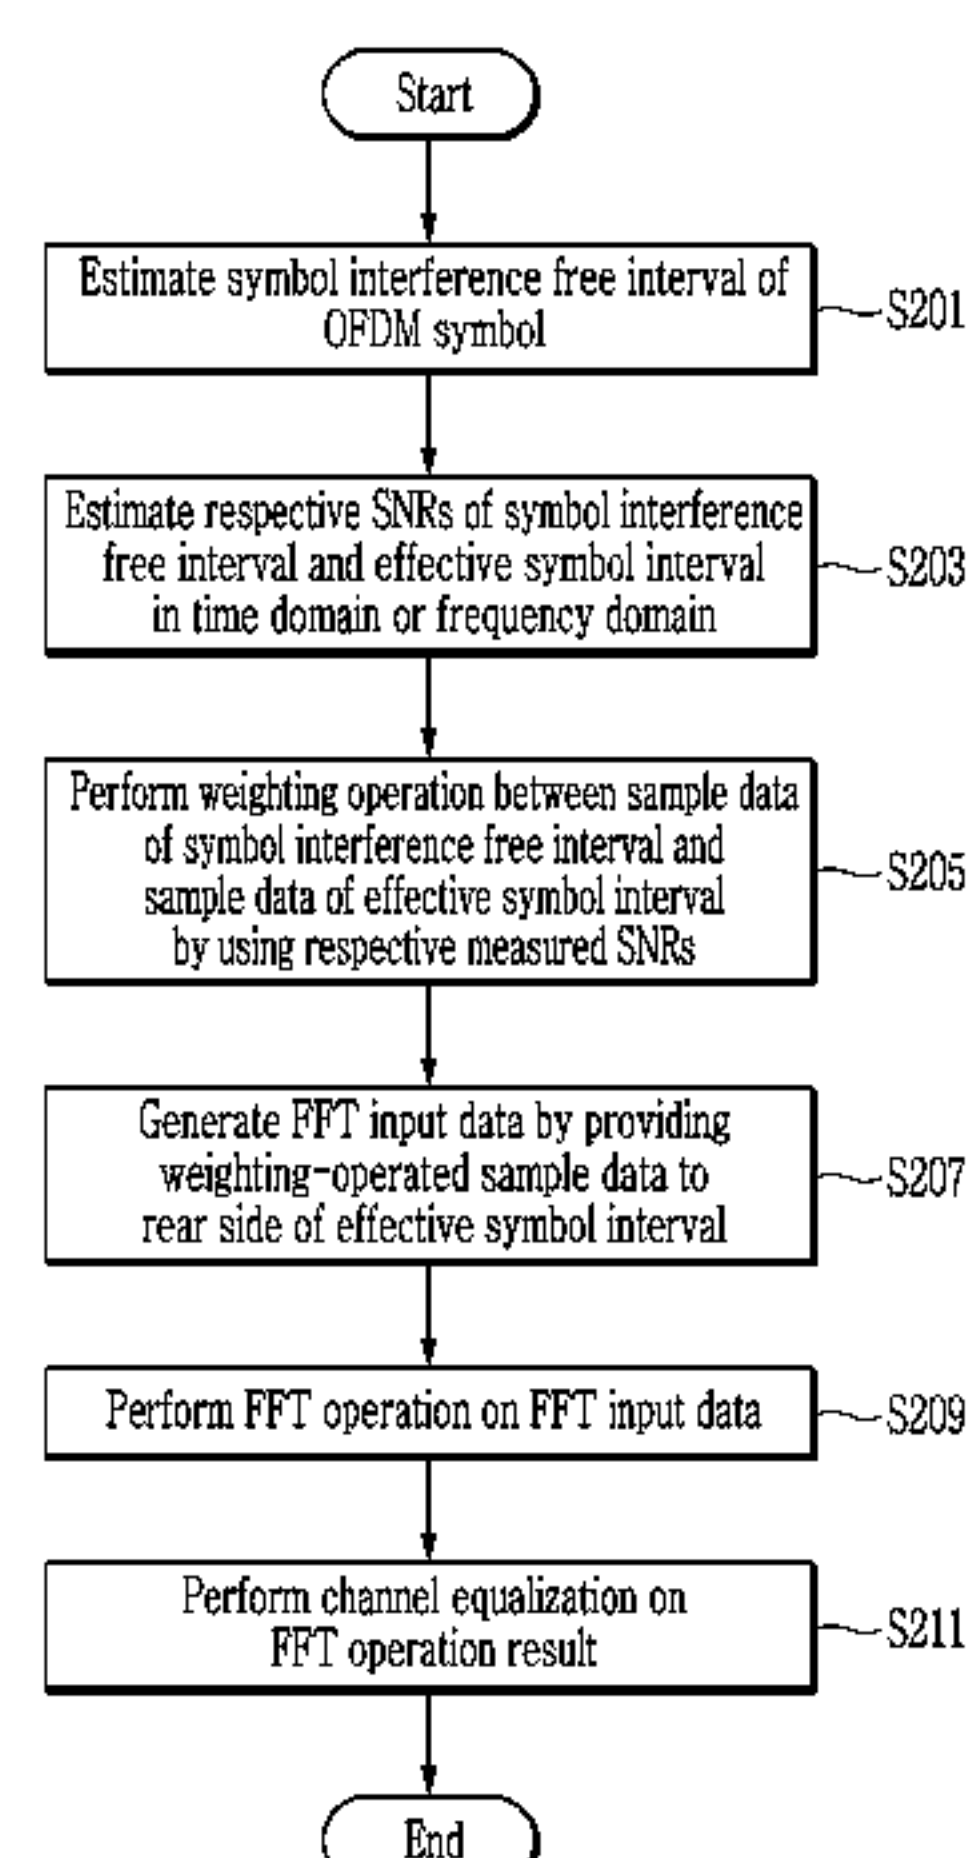 Start
Estimate symbol interference free interval of
OFDM symbol
S201
Estimate respective SNRs of symbol interference
free interval and effective symbol interval
in time domain or frequency domain
S203
Perform weighting operation between sample data
of symbol interference free interval and
sample data of effective symbol interval
by using respective measured SNRs
S205
Generate FFT input data by providing
weighting-operated sample data to
rear side of effective symbol interval
S207
Perform FFT operation on FFT input data
S209
Perform channel equalization on
FFT operation result
S211
End